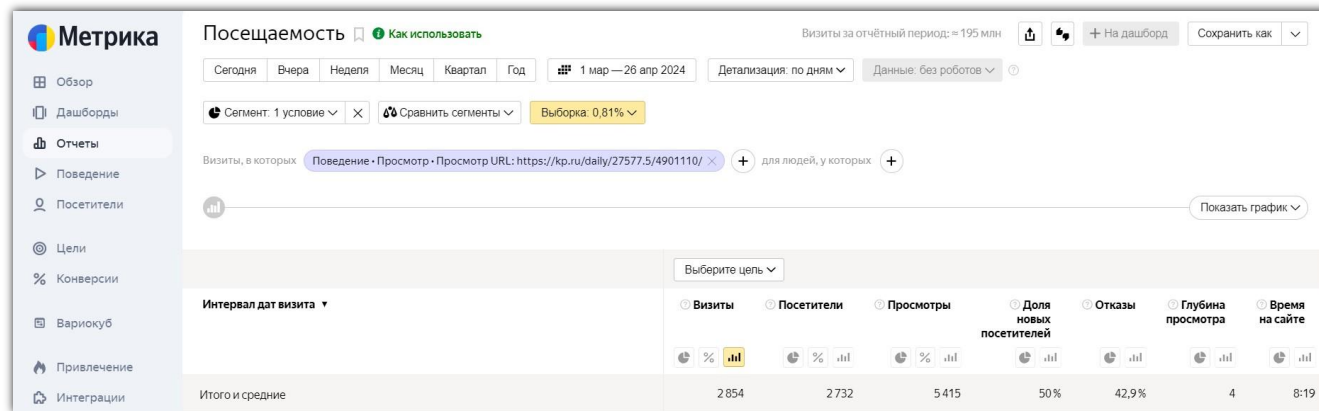 Метрика
Посещаемость Как использовать Визиты за отчётный период: ≈ 195 млн + На дашборд Сохранить как
Сегодня Вчера Неделя Месяц Квартал Год 1 мар — 26 апр 2024 Детализация: по дням Данные: без роботов
Сегмент: 1 условие × Сравнить сегменты Выборка: 0,81%
Визиты, в которых Поведение • Просмотр • Просмотр URL: https://kp.ru/daily/27577.5/4901110/ × + для людей, у которых +
Показать график
Обзор
Дашборды
Отчеты
Поведение
Посетители
Цели
% Конверсии
Вариокуб
Привлечение
Интеграции
Выберите цель
Интервал дат визита ▼ Визиты Посетители Просмотры Доля новых посетителей Отказы Глубина просмотра Время на сайте
% % %
Итого и средние 2 854 2 732 5 415 50 % 42,9 % 4 8:19